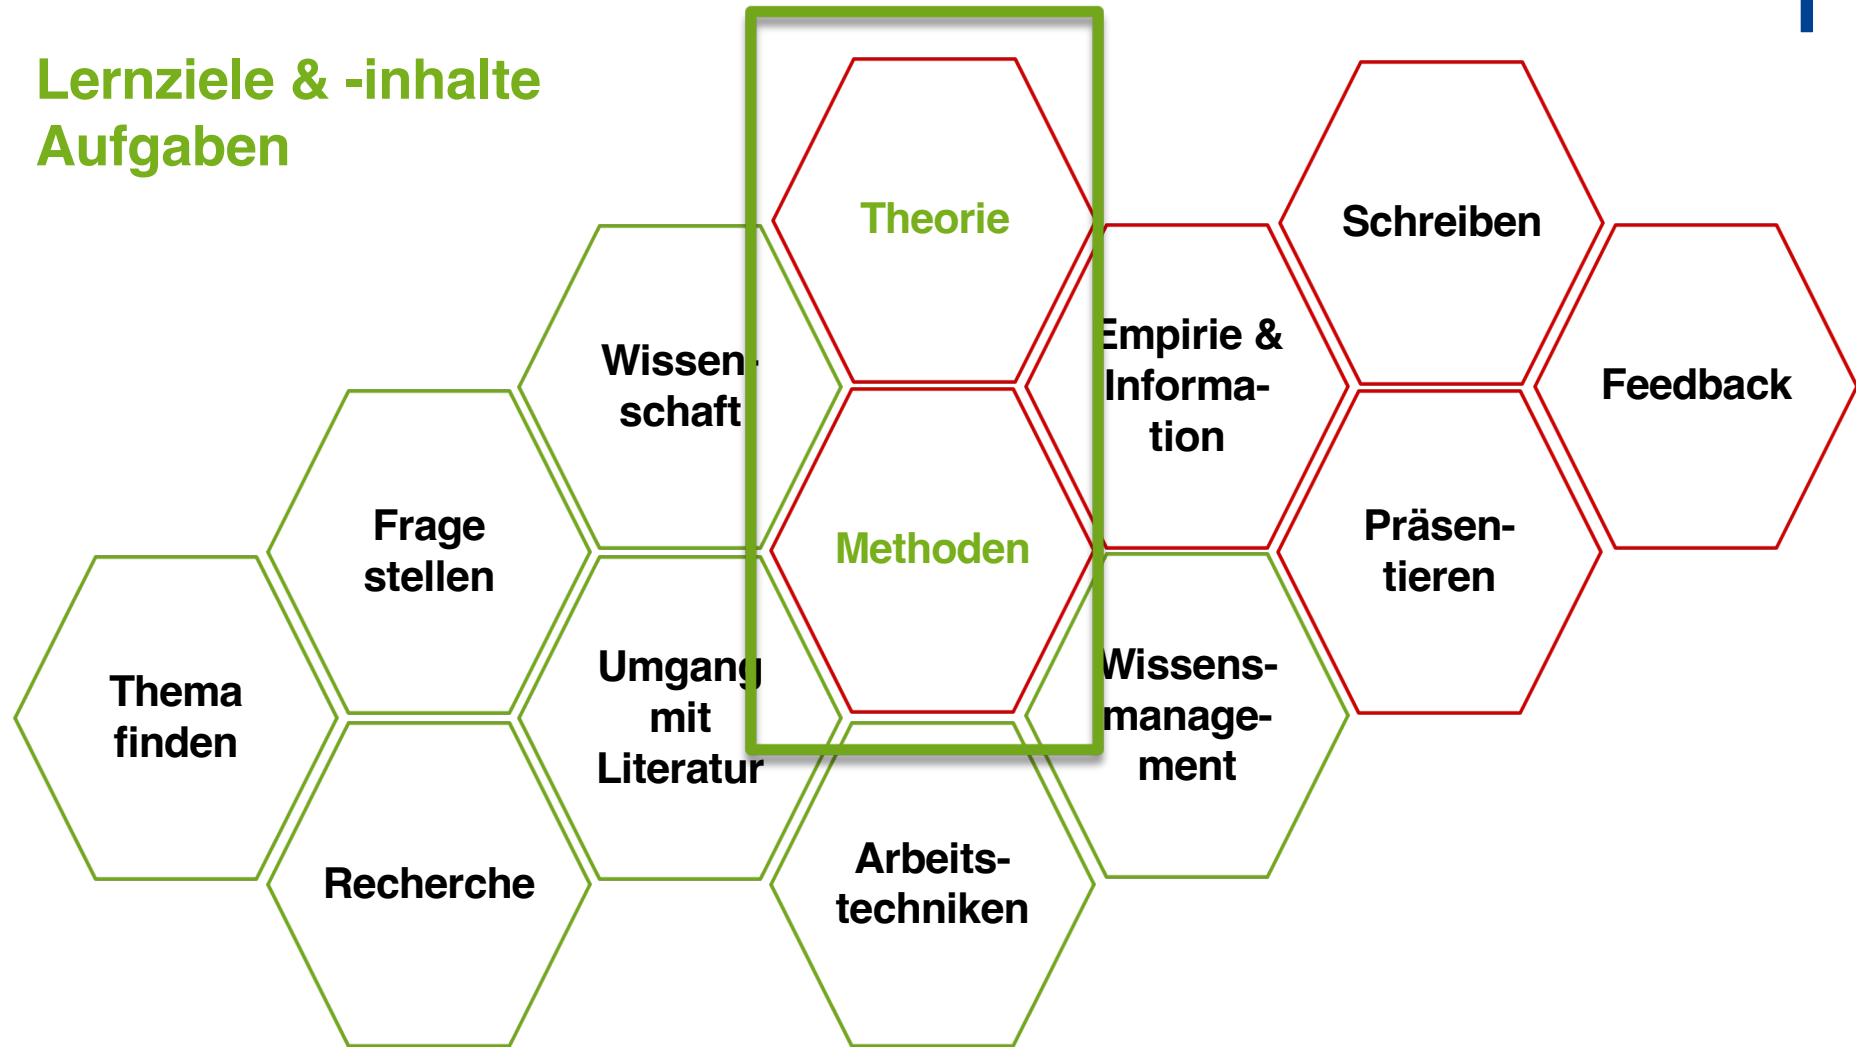 Lernziele & -inhalte
Aufgaben
Theorie
Schreiben
Wissen-
schaft
Empirie &
Informa-
tion
Feedback
Frage
stellen
Methoden
Präsen-
tieren
Thema
finden
Umgang
mit
Literatur
Wissens-
manage-
ment
Recherche
Arbeits-
techniken